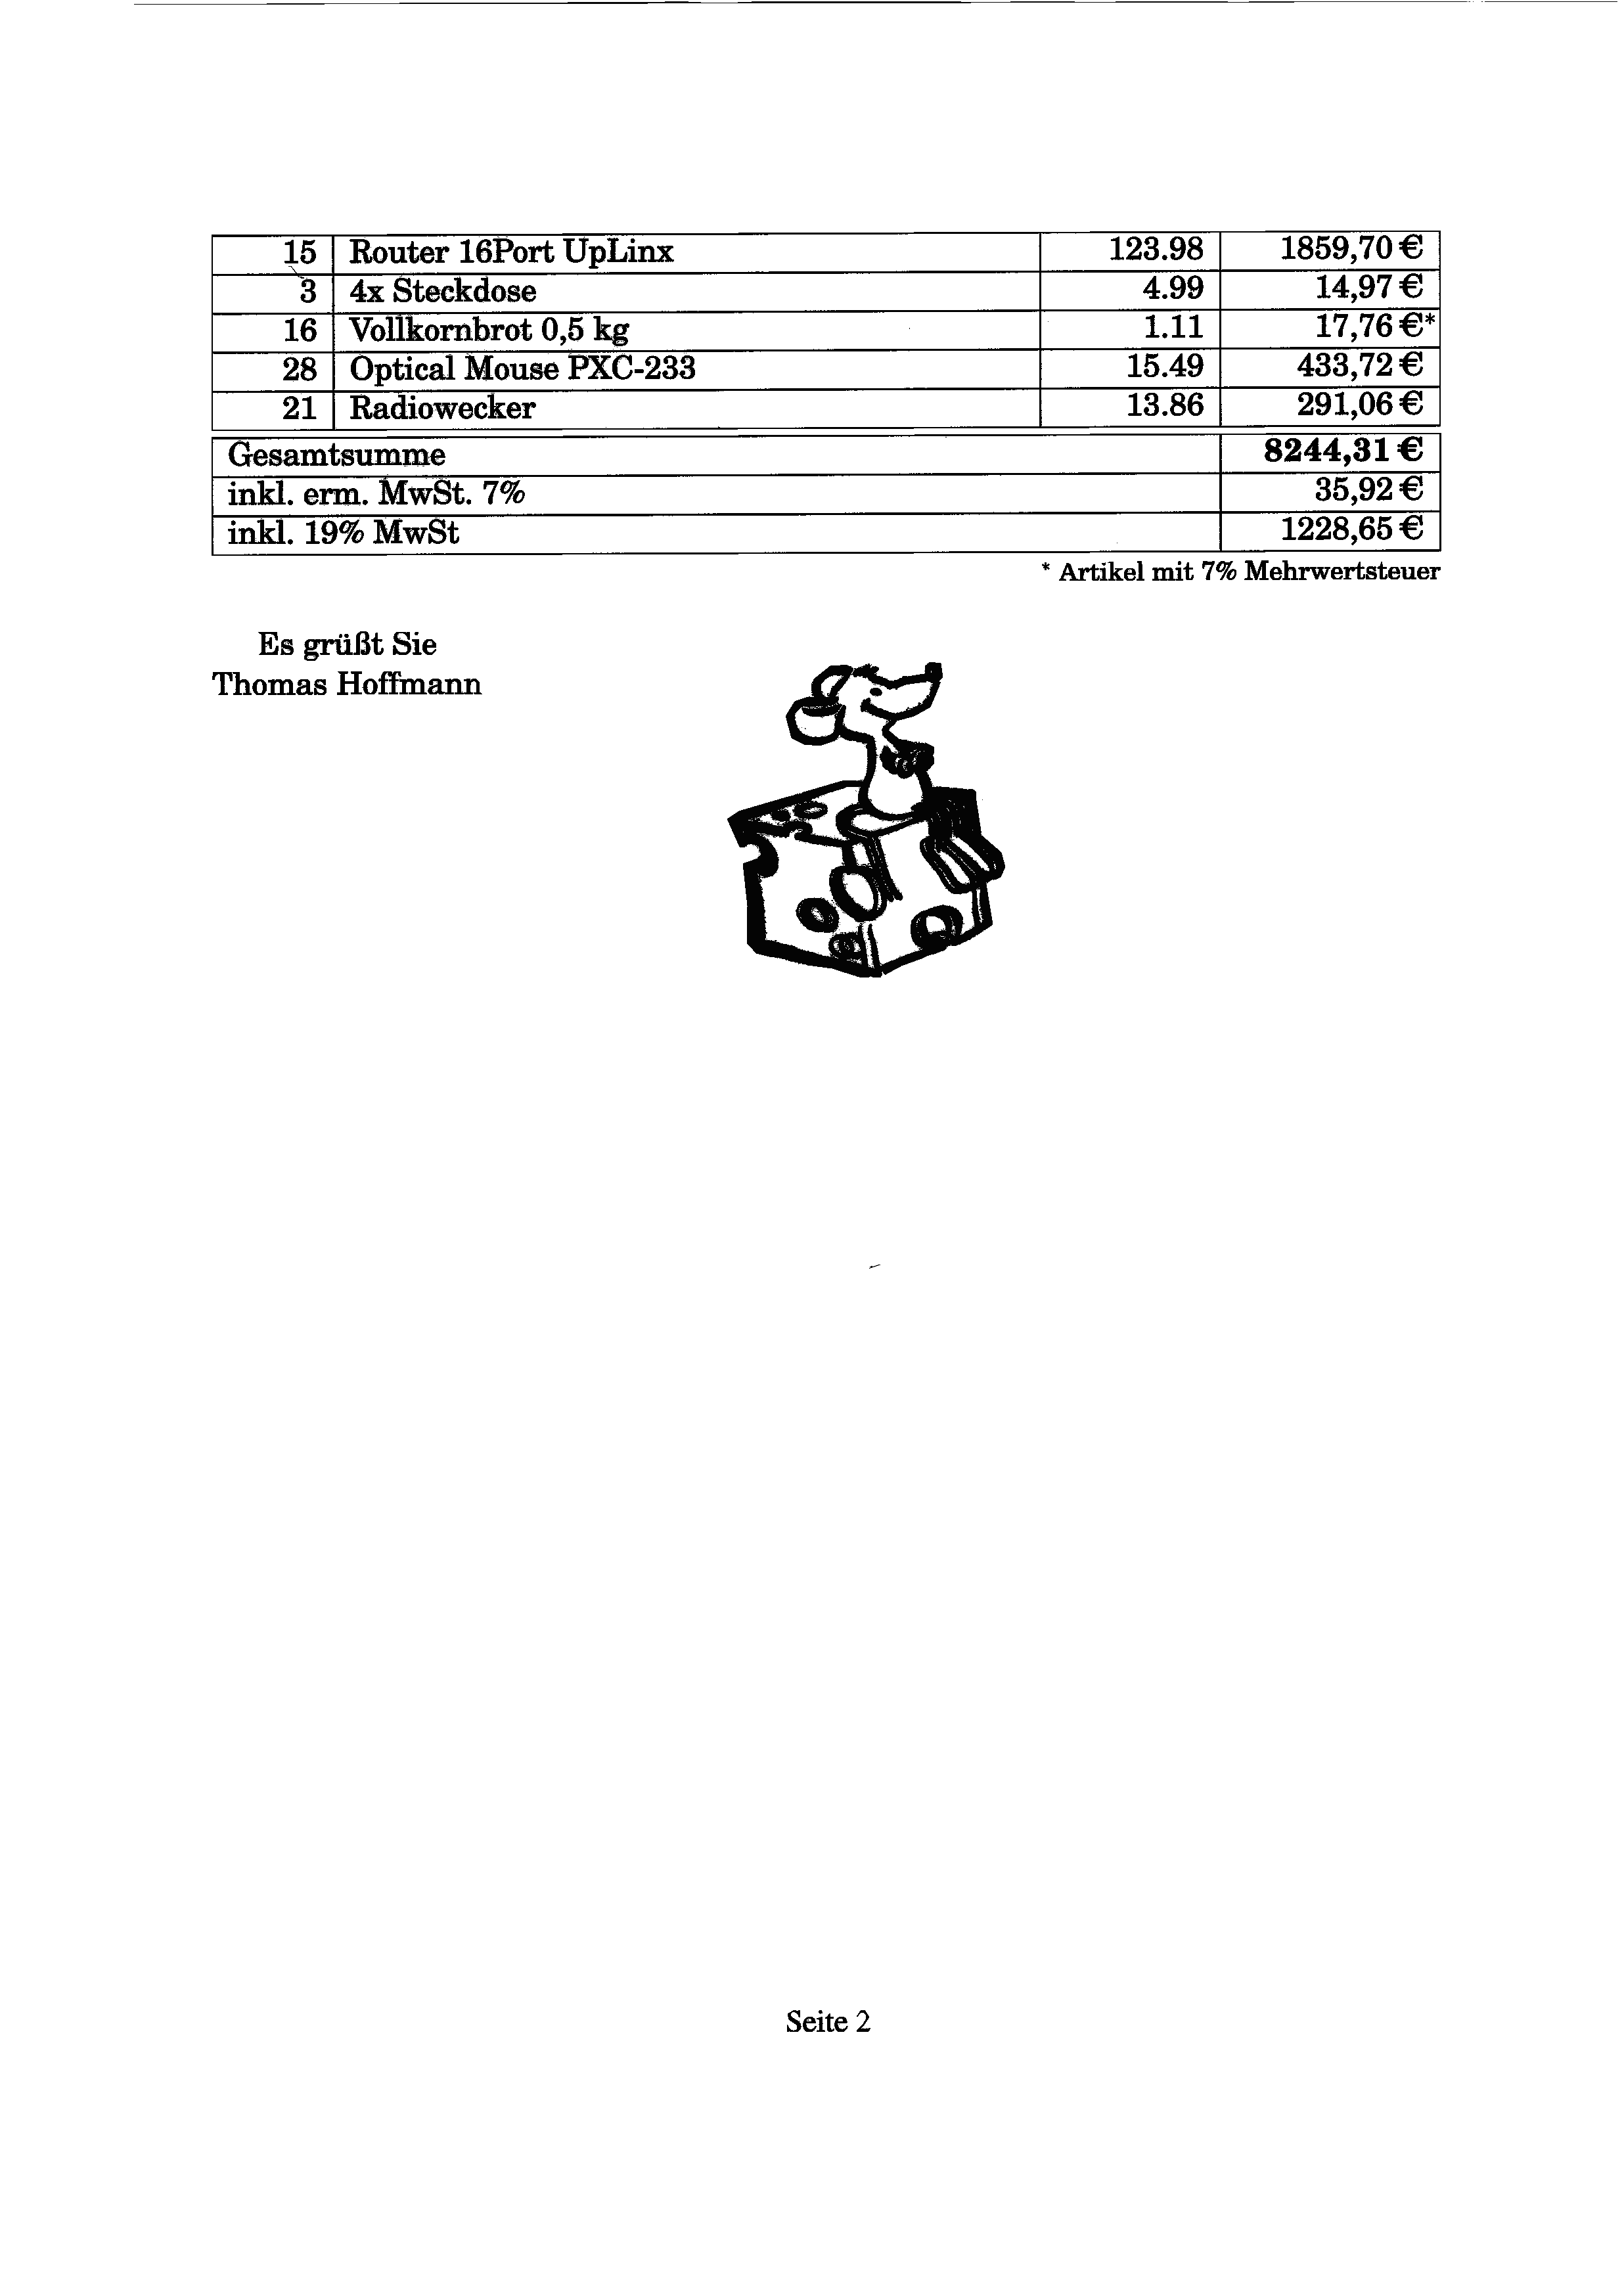 15 Router 16Port UpLinx 123.98 1859,70 €
3 4x Steckdose 4.99 14,97 €
16 Vollkornbrot 0,5 kg 1.11 17,76 €*
28 Optical Mouse PXC-233 15.49 433,72 €
21 Radiowecker 13.86 291,06 €
Gesamtsumme 8244,31 €
inkl. erm. MwSt. 7% 35,92 €
inkl. 19% MwSt 1228,65 €
* Artikel mit 7% Mehrwertsteuer
Es grüßt Sie
Thomas Hoffmann
Seite 2